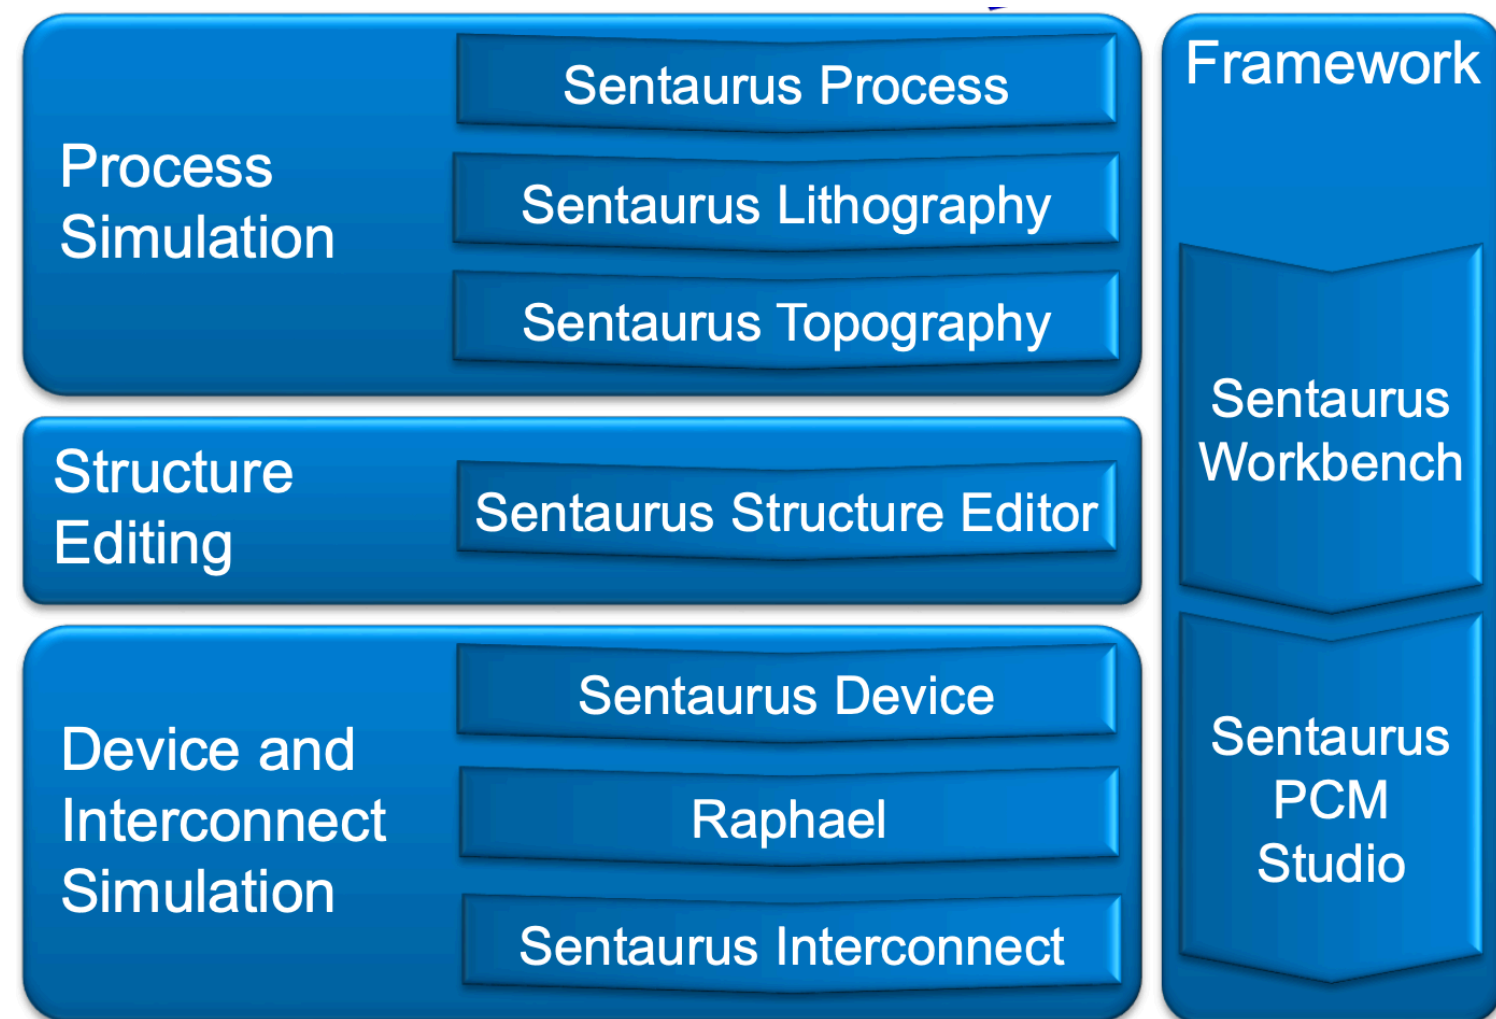 Process
Simulation
Sentaurus Process
Sentaurus Lithography
Sentaurus Topography
Structure
Editing
Sentaurus Structure Editor
Device and
Interconnect
Simulation
Sentaurus Device
Raphael
Sentaurus Interconnect
Framework
Sentaurus
Workbench
Sentaurus
PCM
Studio